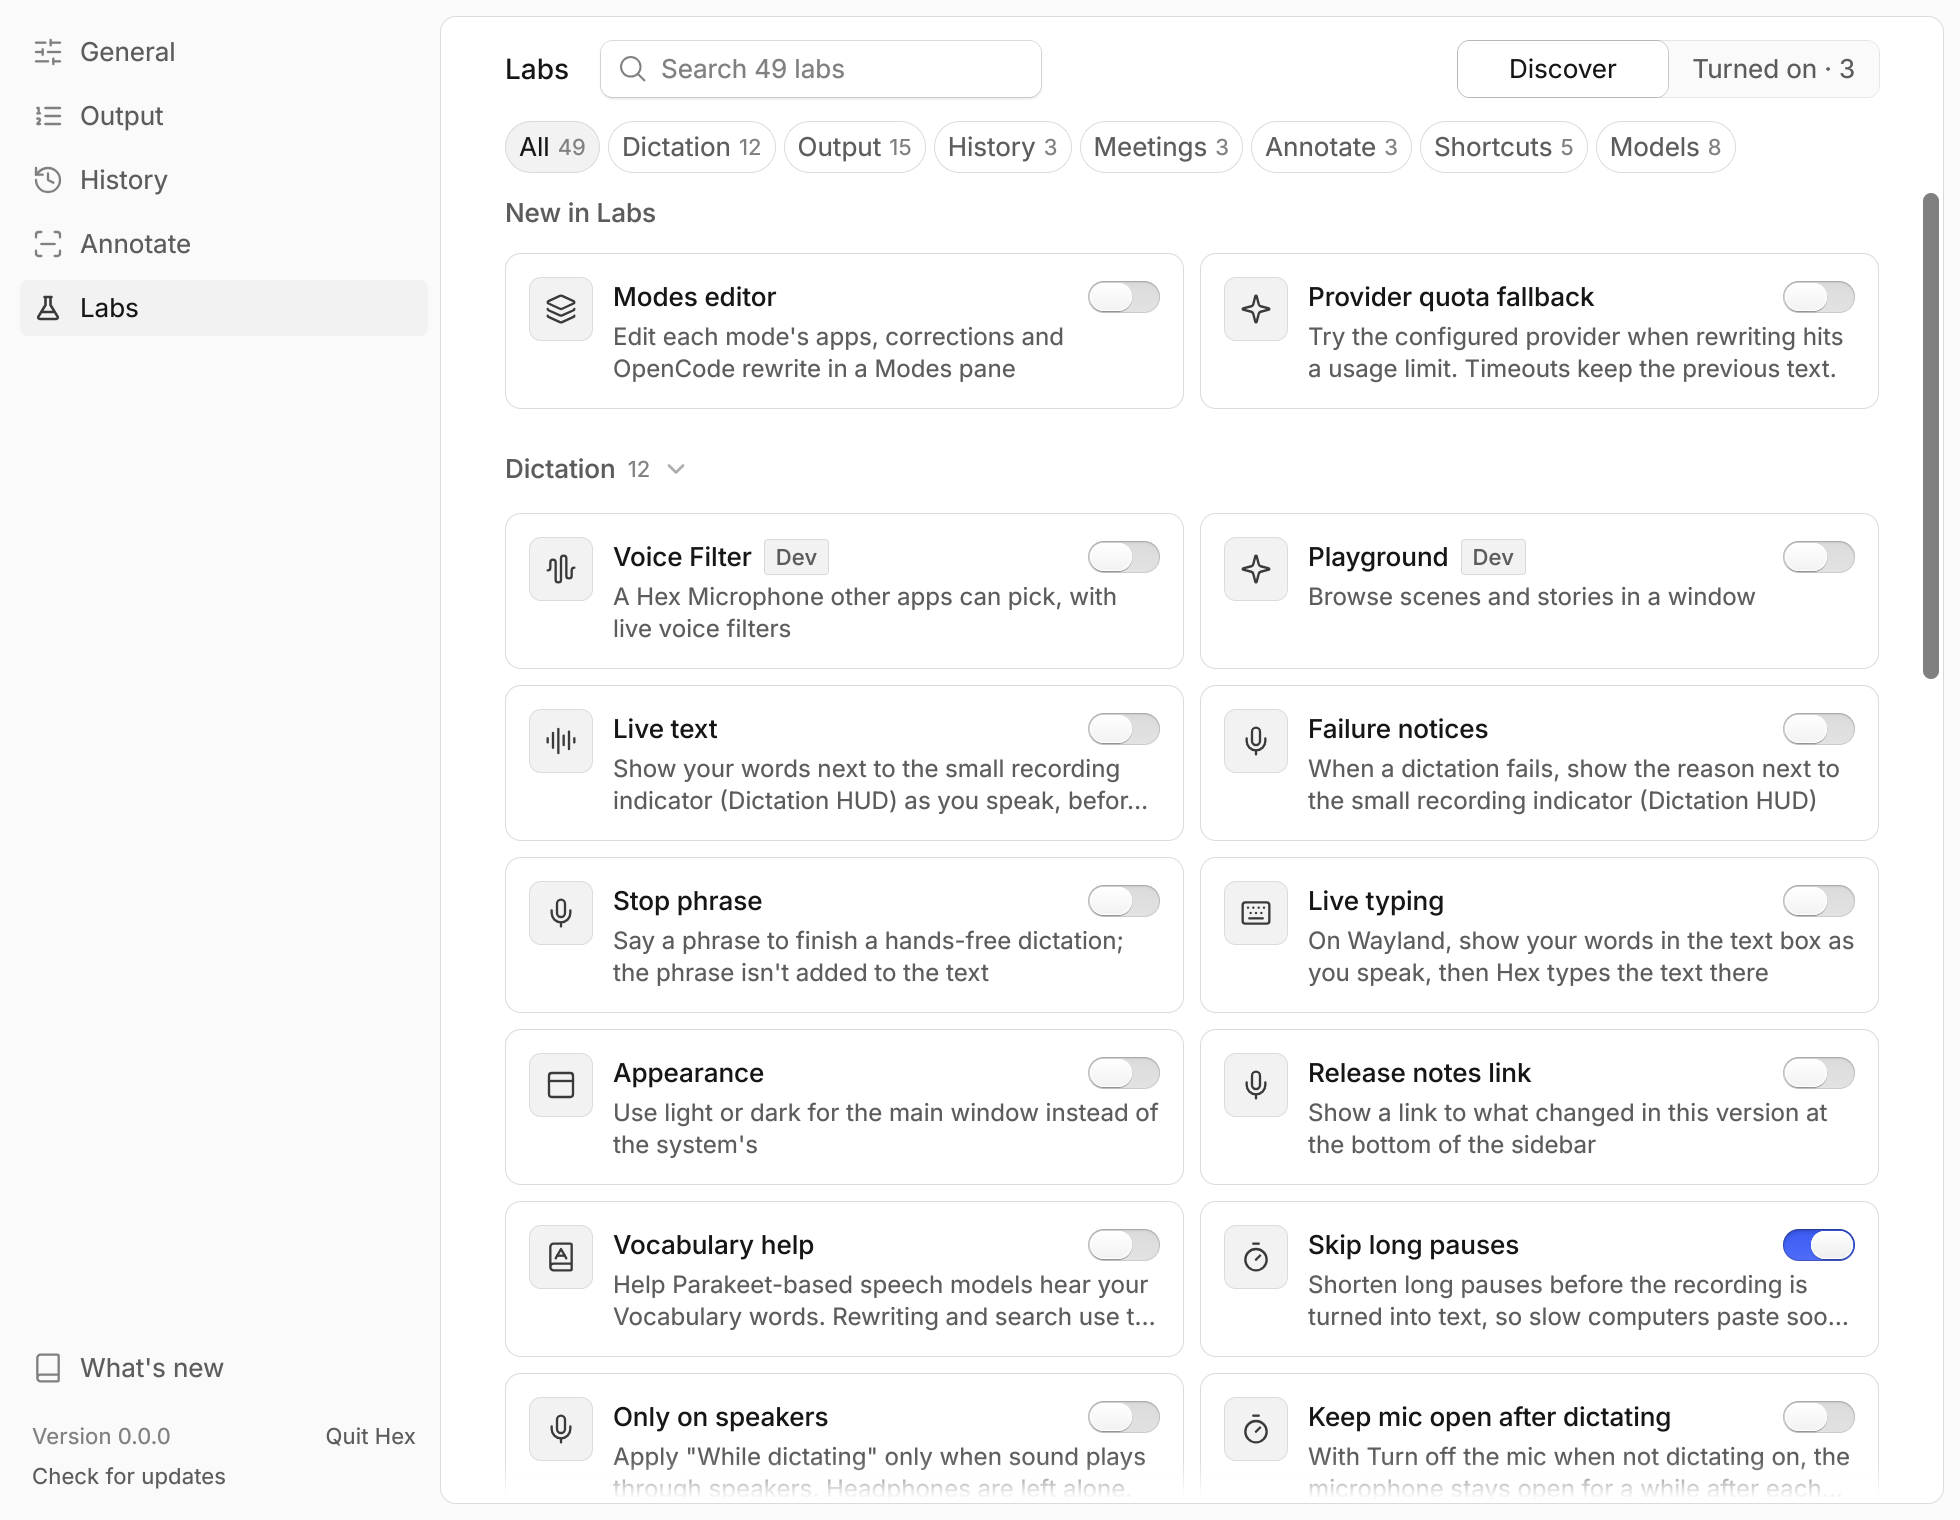 General
Output
History
Annotate
Labs
What's new
Version 0.0.0
Quit Hex
Check for updates
Labs
Search 49 labs
Discover
Turned on · 3
All 49
Dictation 12
Output 15
History 3
Meetings 3
Annotate 3
Shortcuts 5
Models 8
New in Labs
Modes editor
Edit each mode's apps, corrections and
OpenCode rewrite in a Modes pane
Provider quota fallback
Try the configured provider when rewriting hits
a usage limit. Timeouts keep the previous text.
Dictation 12
Voice Filter Dev
A Hex Microphone other apps can pick, with
live voice filters
Playground Dev
Browse scenes and stories in a window
Live text
Show your words next to the small recording
indicator (Dictation HUD) as you speak, befor...
Failure notices
When a dictation fails, show the reason next to
the small recording indicator (Dictation HUD)
Stop phrase
Say a phrase to finish a hands-free dictation;
the phrase isn't added to the text
Live typing
On Wayland, show your words in the text box as
you speak, then Hex types the text there
Appearance
Use light or dark for the main window instead of
the system's
Release notes link
Show a link to what changed in this version at
the bottom of the sidebar
Vocabulary help
Help Parakeet-based speech models hear your
Vocabulary words. Rewriting and search use t...
Skip long pauses
Shorten long pauses before the recording is
turned into text, so slow computers paste soo...
Only on speakers
Apply "While dictating" only when sound plays
through speakers. Headphones are left alone.
Keep mic open after dictating
With Turn off the mic when not dictating on, the
microphone stays open for a while after each...